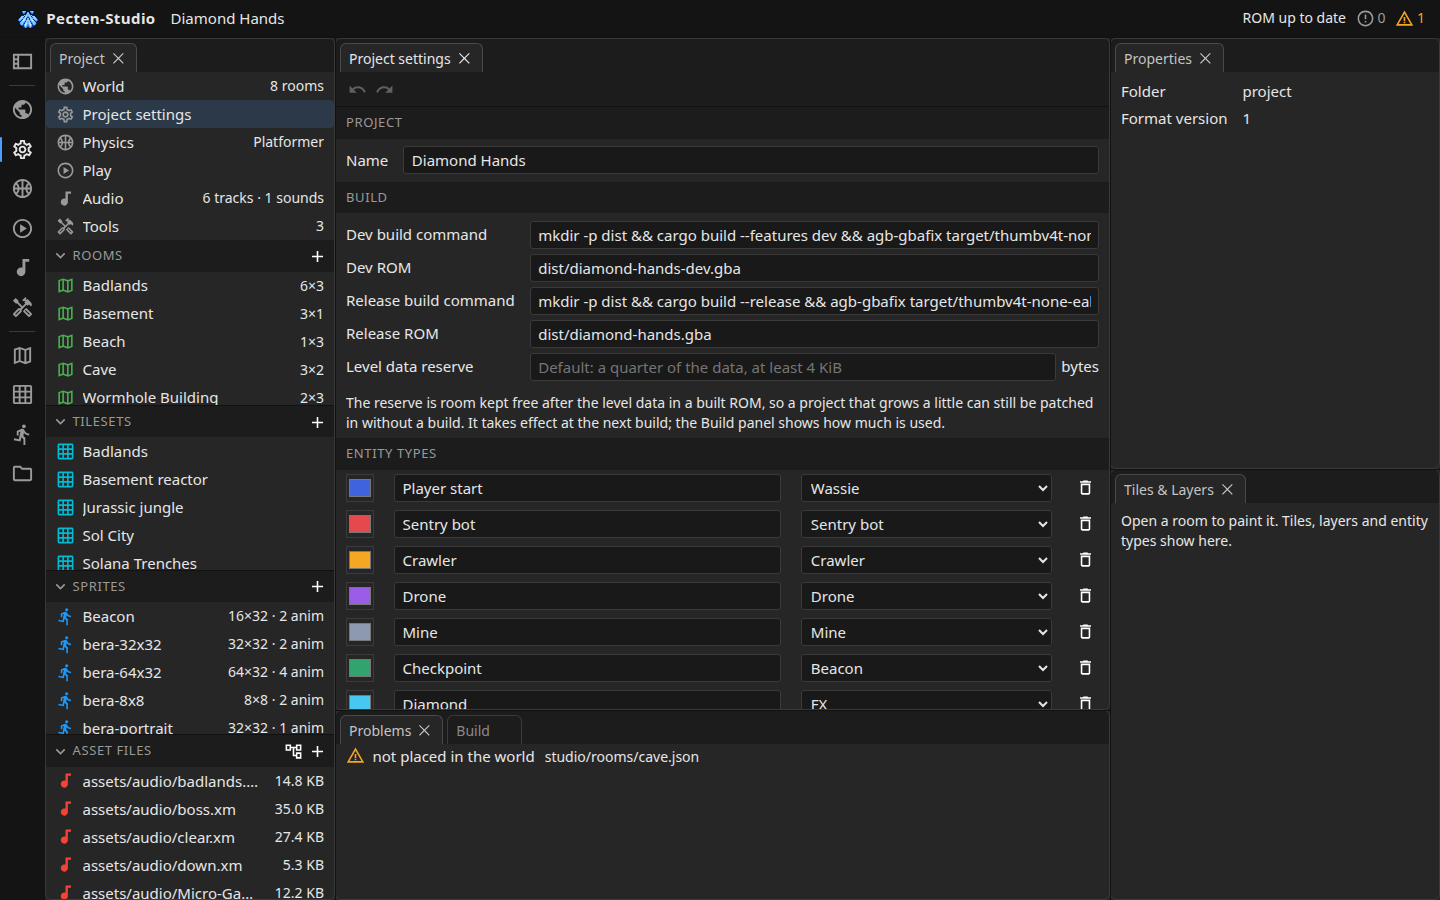 Pecten-Studio Diamond Hands ROM up to date 0 1
Project
World 8 rooms
Project settings
Physics Platformer
Play
Audio 6 tracks · 1 sounds
Tools 3
ROOMS
Badlands 6×3
Basement 3×1
Beach 1×3
Cave 3×2
Wormhole Building 2×3
TILESETS
Badlands
Basement reactor
Jurassic jungle
Sol City
Solana Trenches
SPRITES
Beacon 16×32 · 2 anim
bera-32x32 32×32 · 2 anim
bera-64x32 64×32 · 4 anim
bera-8x8 8×8 · 2 anim
bera-portrait 32×32 · 1 anim
ASSET FILES
assets/audio/badlands.... 14.8 KB
assets/audio/boss.xm 35.0 KB
assets/audio/clear.xm 27.4 KB
assets/audio/down.xm 5.3 KB
assets/audio/Micro-Ga... 12.2 KB
Project settings
PROJECT
Name Diamond Hands
BUILD
Dev build command mkdir -p dist && cargo build --features dev && agb-gbafix target/thumbv4t-nor
Dev ROM dist/diamond-hands-dev.gba
Release build command mkdir -p dist && cargo build --release && agb-gbafix target/thumbv4t-none-eal
Release ROM dist/diamond-hands.gba
Level data reserve Default: a quarter of the data, at least 4 KiB bytes
The reserve is room kept free after the level data in a built ROM, so a project that grows a little can still be patched
in without a build. It takes effect at the next build; the Build panel shows how much is used.
ENTITY TYPES
Player start Wassie
Sentry bot Sentry bot
Crawler Crawler
Drone Drone
Mine Mine
Checkpoint Beacon
Diamond FX
Problems Build
not placed in the world studio/rooms/cave.json
Properties
Folder project
Format version 1
Tiles & Layers
Open a room to paint it. Tiles, layers and entity
types show here.